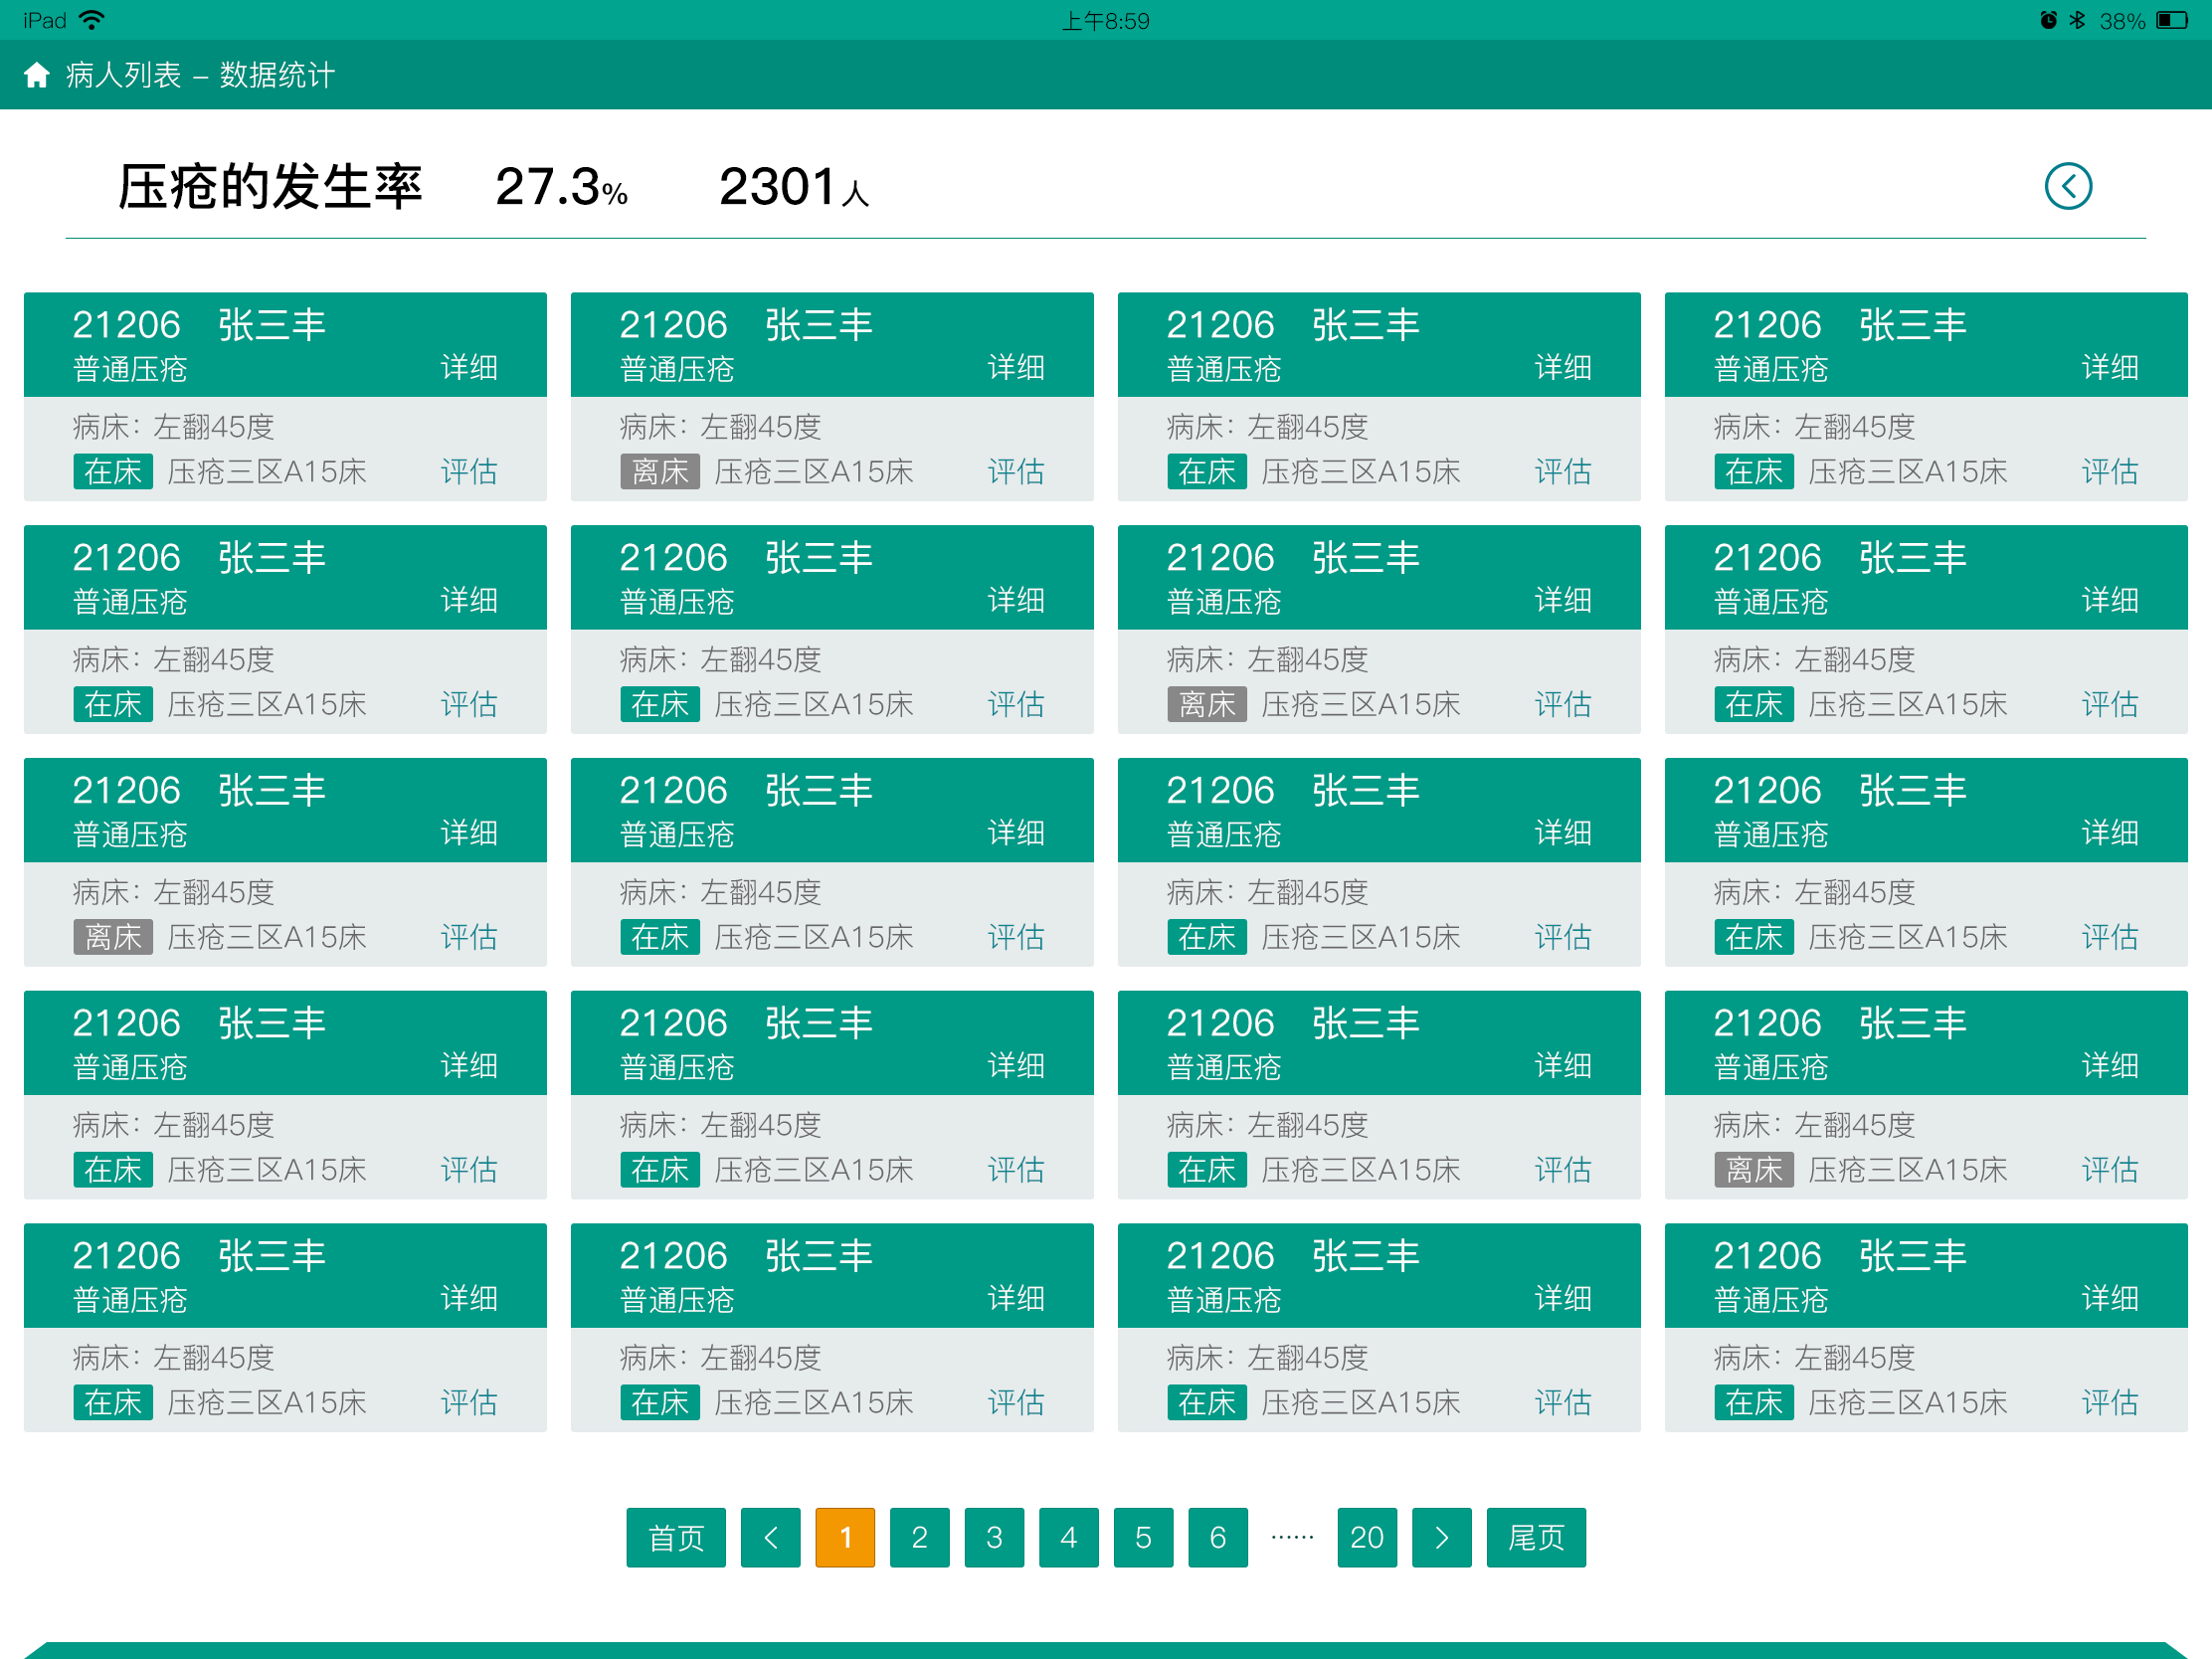 iPad 上午8:59 38%
病人列表 – 数据统计
压疮的发生率 27.3% 2301人
21206 张三丰 21206 张三丰 21206 张三丰 21206 张三丰
普通压疮 详细 普通压疮 详细 普通压疮 详细 普通压疮 详细
病床：左翻45度 病床：左翻45度 病床：左翻45度 病床：左翻45度
在床 压疮三区A15床 评估 离床 压疮三区A15床 评估 在床 压疮三区A15床 评估 在床 压疮三区A15床 评估
21206 张三丰 21206 张三丰 21206 张三丰 21206 张三丰
普通压疮 详细 普通压疮 详细 普通压疮 详细 普通压疮 详细
病床：左翻45度 病床：左翻45度 病床：左翻45度 病床：左翻45度
在床 压疮三区A15床 评估 在床 压疮三区A15床 评估 离床 压疮三区A15床 评估 在床 压疮三区A15床 评估
21206 张三丰 21206 张三丰 21206 张三丰 21206 张三丰
普通压疮 详细 普通压疮 详细 普通压疮 详细 普通压疮 详细
病床：左翻45度 病床：左翻45度 病床：左翻45度 病床：左翻45度
离床 压疮三区A15床 评估 在床 压疮三区A15床 评估 在床 压疮三区A15床 评估 在床 压疮三区A15床 评估
21206 张三丰 21206 张三丰 21206 张三丰 21206 张三丰
普通压疮 详细 普通压疮 详细 普通压疮 详细 普通压疮 详细
病床：左翻45度 病床：左翻45度 病床：左翻45度 病床：左翻45度
在床 压疮三区A15床 评估 在床 压疮三区A15床 评估 在床 压疮三区A15床 评估 离床 压疮三区A15床 评估
21206 张三丰 21206 张三丰 21206 张三丰 21206 张三丰
普通压疮 详细 普通压疮 详细 普通压疮 详细 普通压疮 详细
病床：左翻45度 病床：左翻45度 病床：左翻45度 病床：左翻45度
在床 压疮三区A15床 评估 在床 压疮三区A15床 评估 在床 压疮三区A15床 评估 在床 压疮三区A15床 评估
首页 < 1 2 3 4 5 6 …… 20 > 尾页